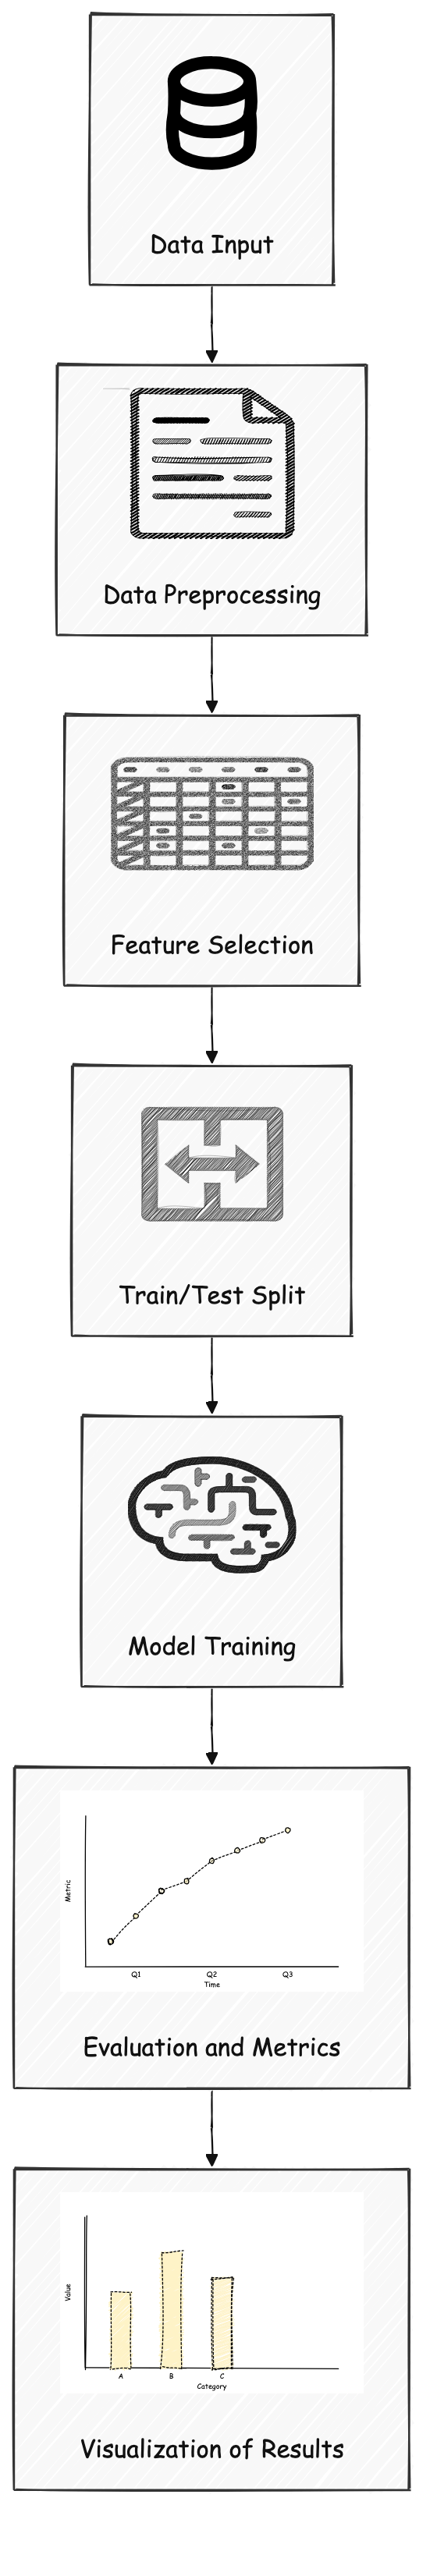 Data Input
Data Preprocessing
Feature Selection
Train/Test Split
Model Training
Metric
Q1 Q2 Q3
Time
Evaluation and Metrics
Value
A B C
Category
Visualization of Results